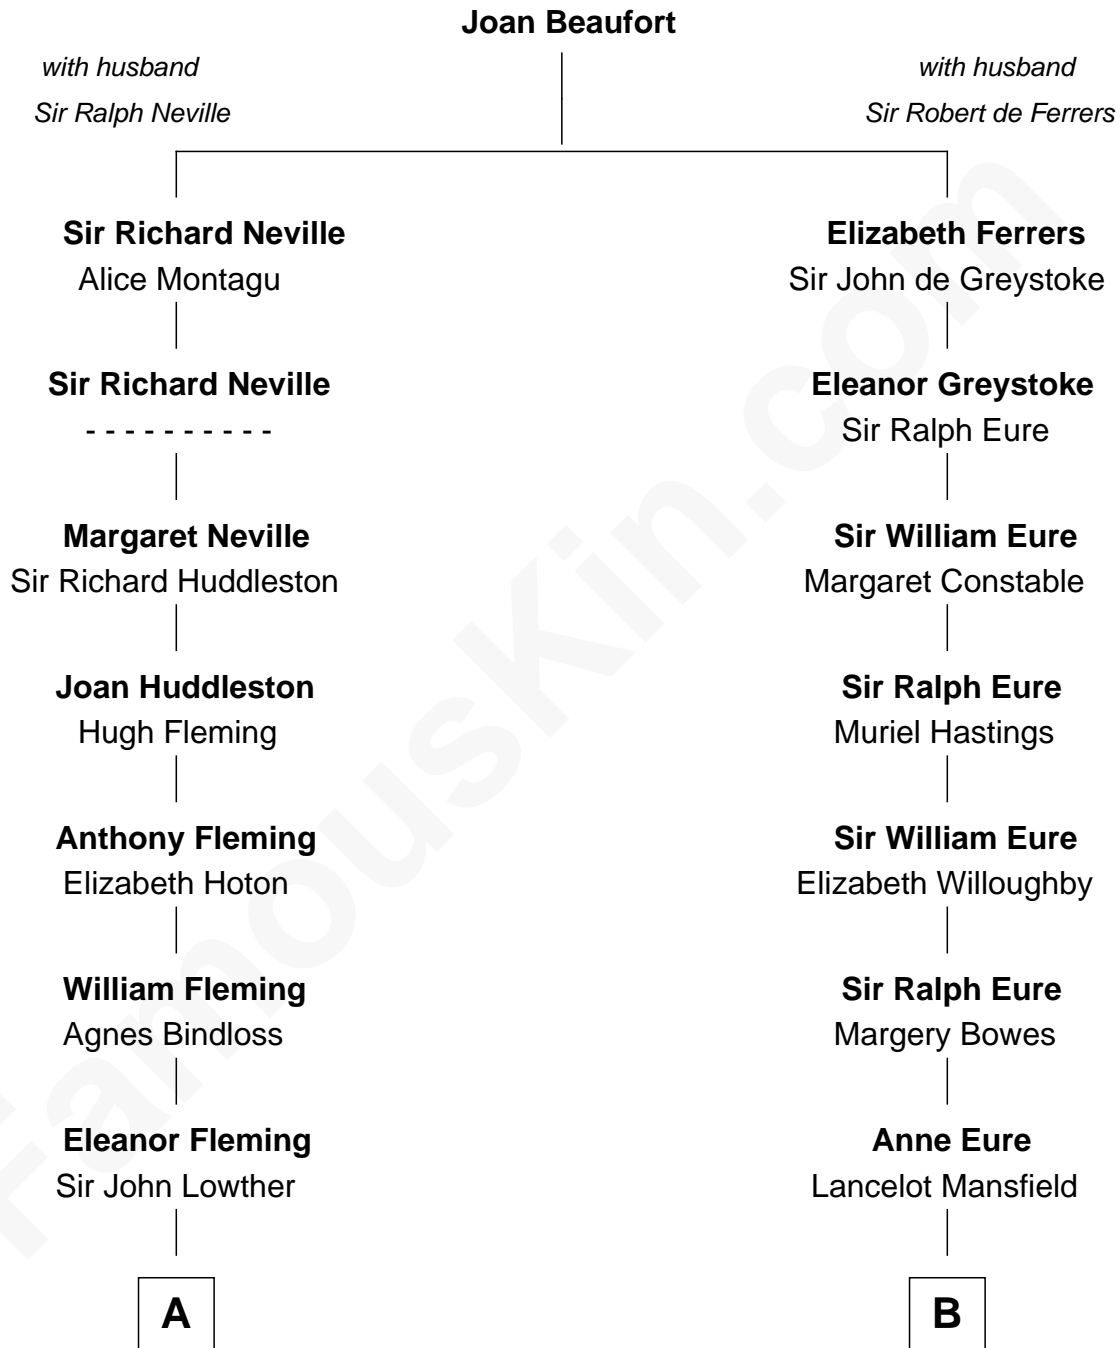 Joan Beaufort
with husband
Sir Ralph Neville
with husband
Sir Robert de Ferrers
Sir Richard Neville
Alice Montagu
Sir Richard Neville
- - - - - - - - - -
Margaret Neville
Sir Richard Huddleston
Joan Huddleston
Hugh Fleming
Anthony Fleming
Elizabeth Hoton
William Fleming
Agnes Bindloss
Eleanor Fleming
Sir John Lowther
A
Elizabeth Ferrers
Sir John de Greystoke
Eleanor Greystoke
Sir Ralph Eure
Sir William Eure
Margaret Constable
Sir Ralph Eure
Muriel Hastings
Sir William Eure
Elizabeth Willoughby
Sir Ralph Eure
Margery Bowes
Anne Eure
Lancelot Mansfield
B
FamousKin.com